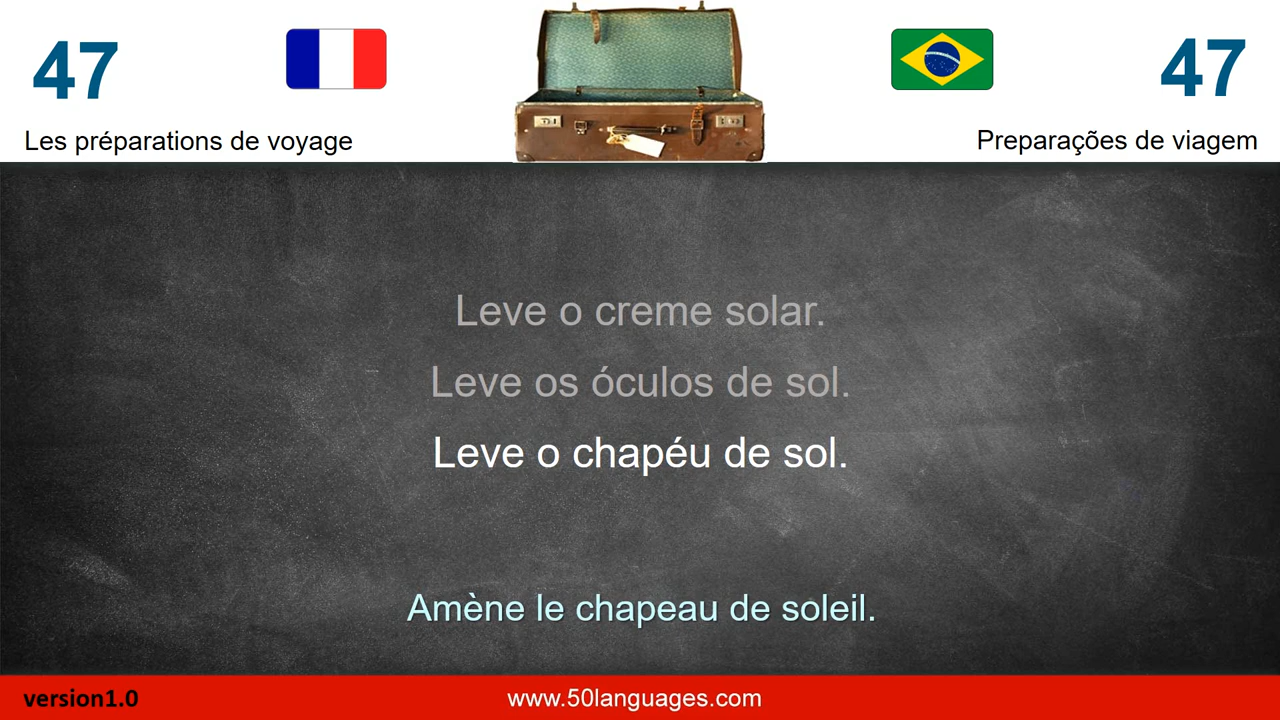 47
47
Les préparations de voyage
Preparações de viagem
Leve o creme solar.
Leve os óculos de sol.
Leve o chapéu de sol.
Amène le chapeau de soleil.
version1.0
www.50languages.com